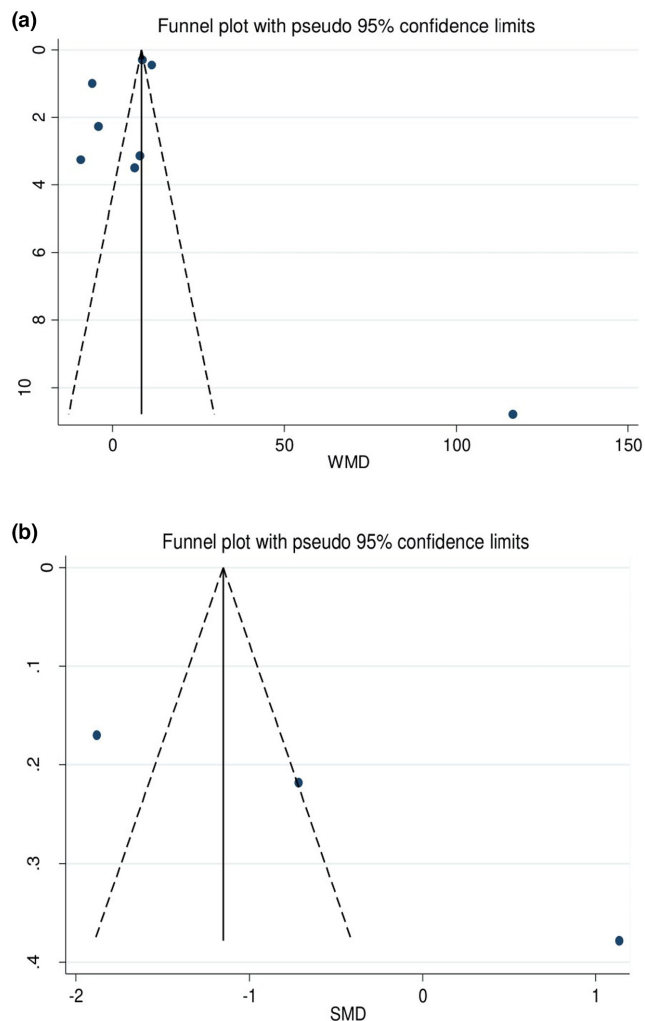 (a)
Funnel plot with pseudo 95% confidence limits
0
2
4
6
8
10
0 50 100 150
WMD
(b)
Funnel plot with pseudo 95% confidence limits
0
.1
.2
.3
.4
-2 -1 0 1
SMD